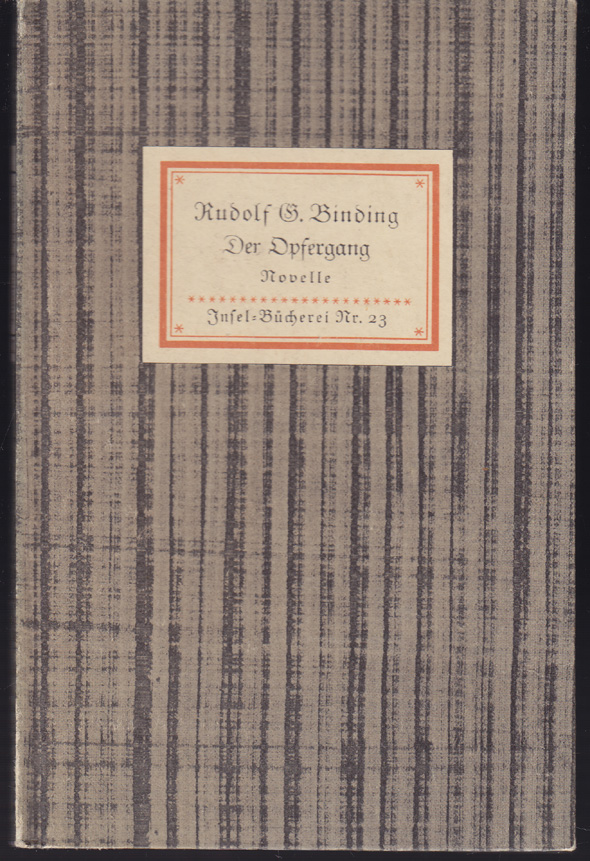 Rudolf G. Binding
Der Opfergang
Novelle
Insel-Bücherei Nr. 23